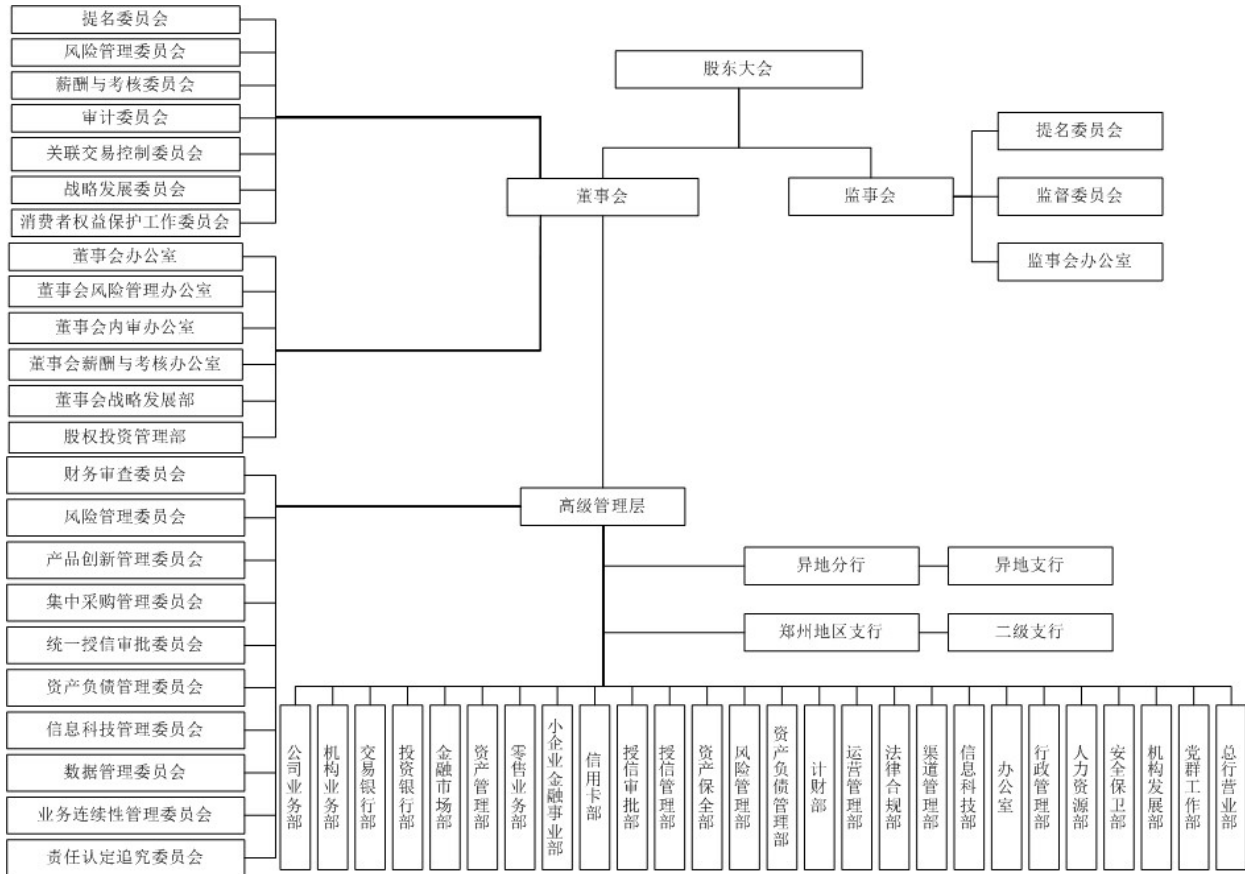 提名委员会
风险管理委员会
薪酬与考核委员会
审计委员会
关联交易控制委员会
战略发展委员会
消费者权益保护工作委员会
股东大会
董事会
监事会
提名委员会
监督委员会
监事会办公室
董事会办公室
董事会风险管理办公室
董事会内审办公室
董事会薪酬与考核办公室
董事会战略发展部
股权投资管理部
财务审查委员会
风险管理委员会
产品创新管理委员会
集中采购管理委员会
统一授信审批委员会
资产负债管理委员会
信息科技管理委员会
数据管理委员会
业务连续性管理委员会
责任认定追究委员会
高级管理层
异地分行
异地支行
郑州地区支行
二级支行
公司业务部
机构业务部
交易银行部
投资银行部
金融市场部
资产管理部
零售业务部
小企业金融事业部
信用卡部
授信审批部
授信管理部
资产保全部
风险管理部
资产负债管理部
计财部
运营管理部
法律合规部
渠道管理部
信息科技部
办公室
行政管理部
人力资源部
安全保卫部
机构发展部
党群工作部
总行营业部